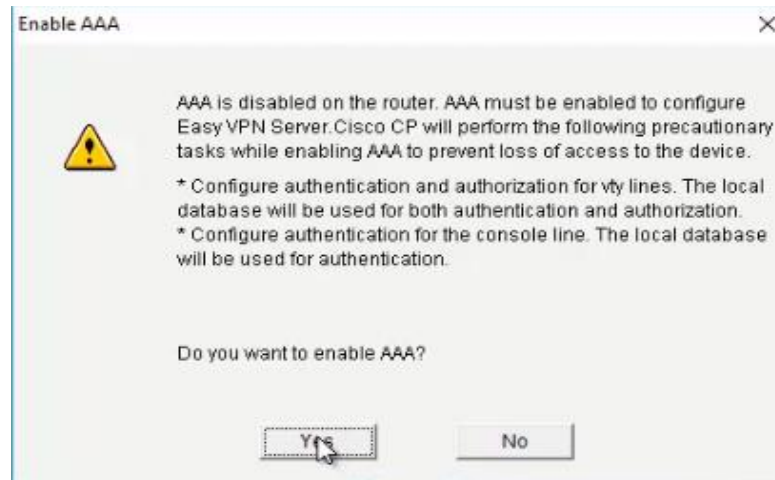 Enable AAA
AAA is disabled on the router. AAA must be enabled to configure
Easy VPN Server.Cisco CP will perform the following precautionary
tasks while enabling AAA to prevent loss of access to the device.
* Configure authentication and authorization for vty lines. The local
database will be used for both authentication and authorization.
* Configure authentication for the console line. The local database
will be used for authentication.
Do you want to enable AAA?
Yes
No